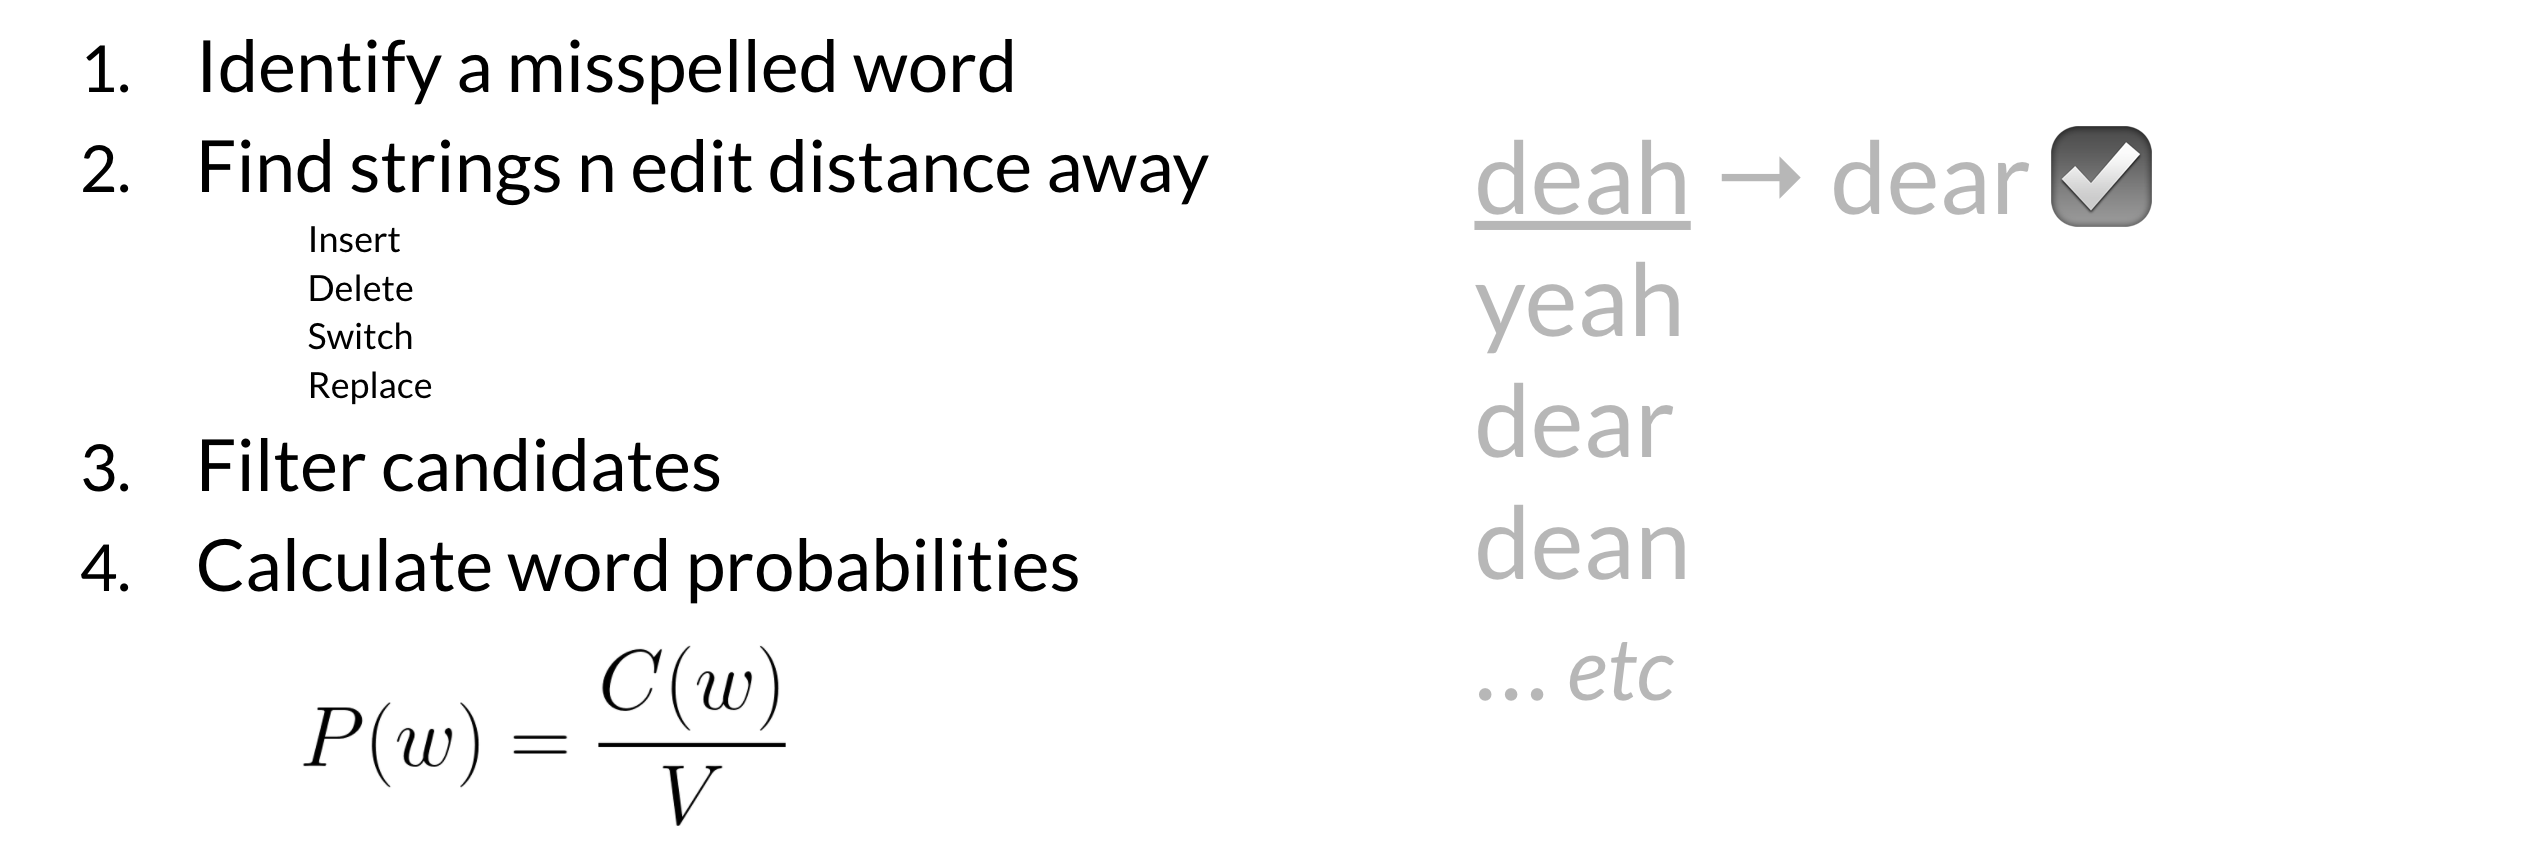 1. Identify a misspelled word
2. Find strings n edit distance away
Insert
Delete
Switch
Replace
3. Filter candidates
4. Calculate word probabilities
P(w) = C(w) / V
deah → dear ✔
yeah
dear
dean
... etc